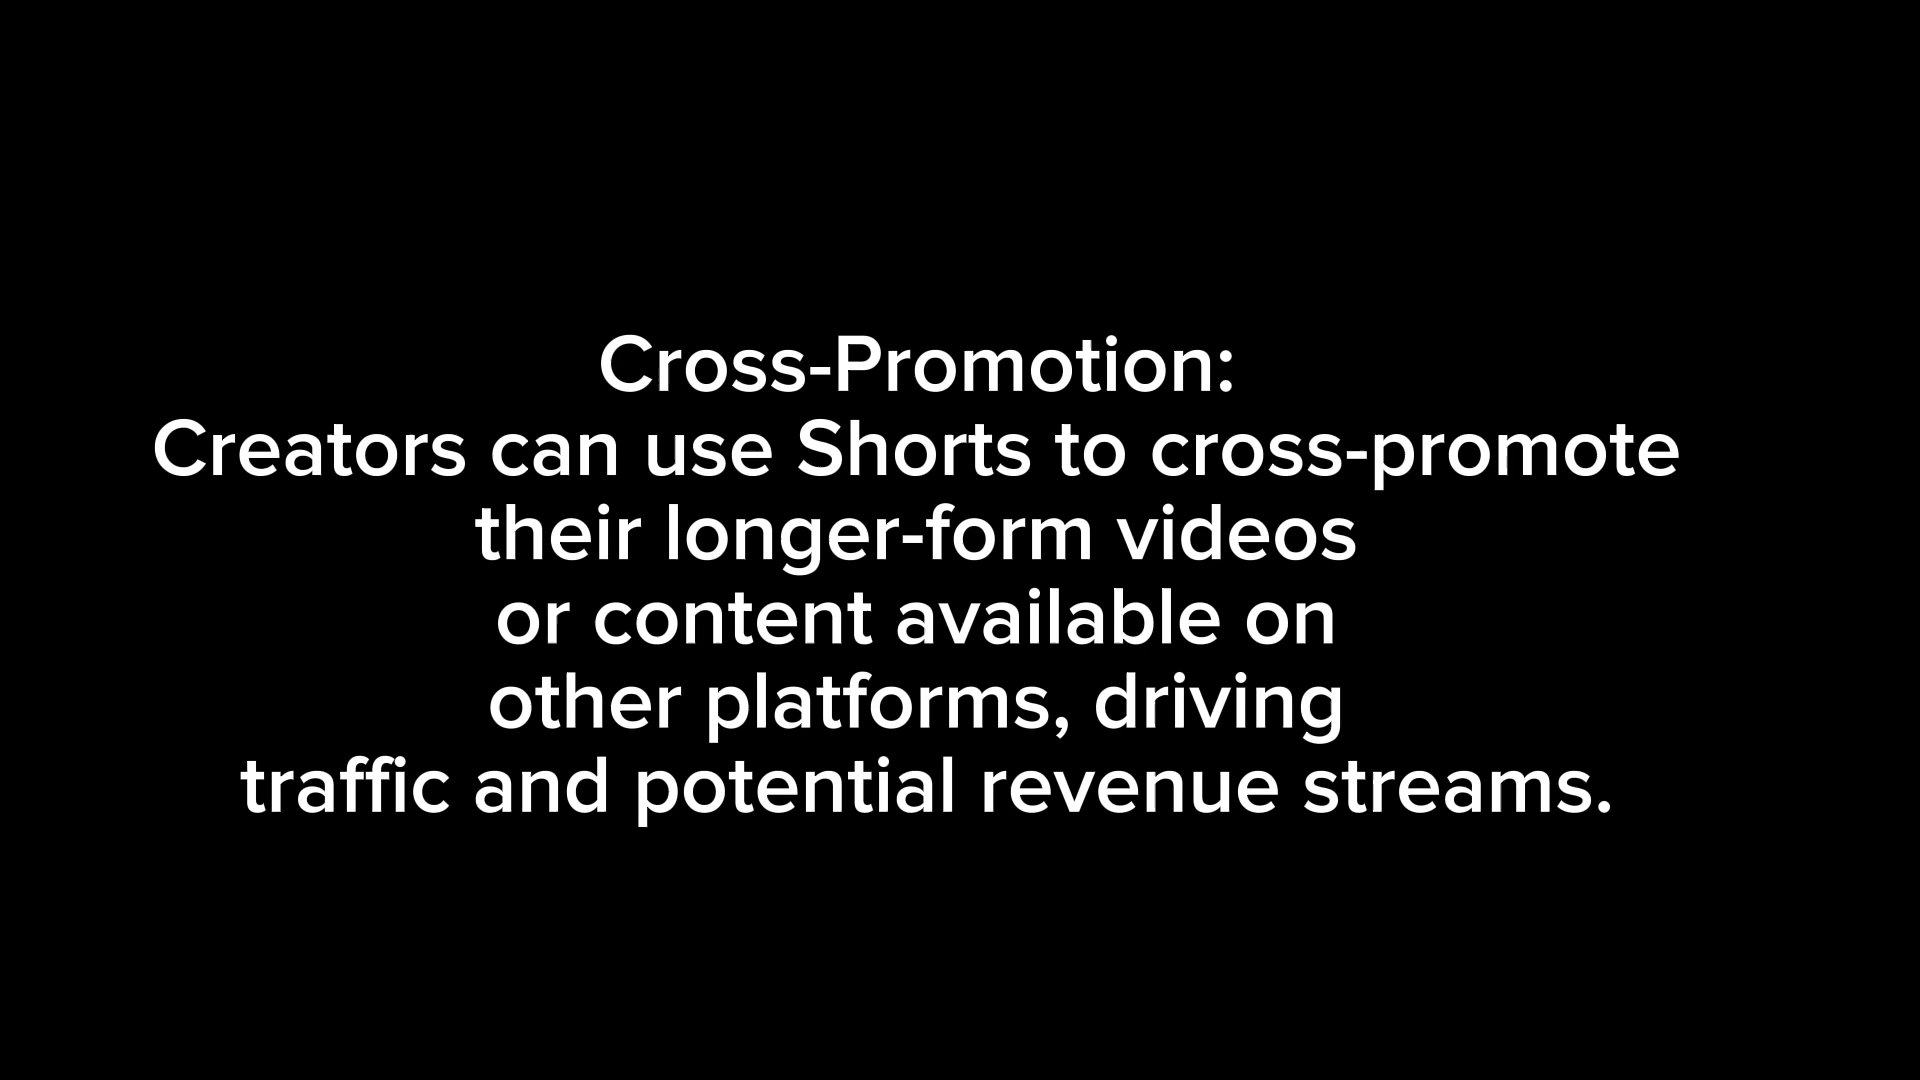 Cross-Promotion:
Creators can use Shorts to cross-promote
their longer-form videos
or content available on
other platforms, driving
traffic and potential revenue streams.